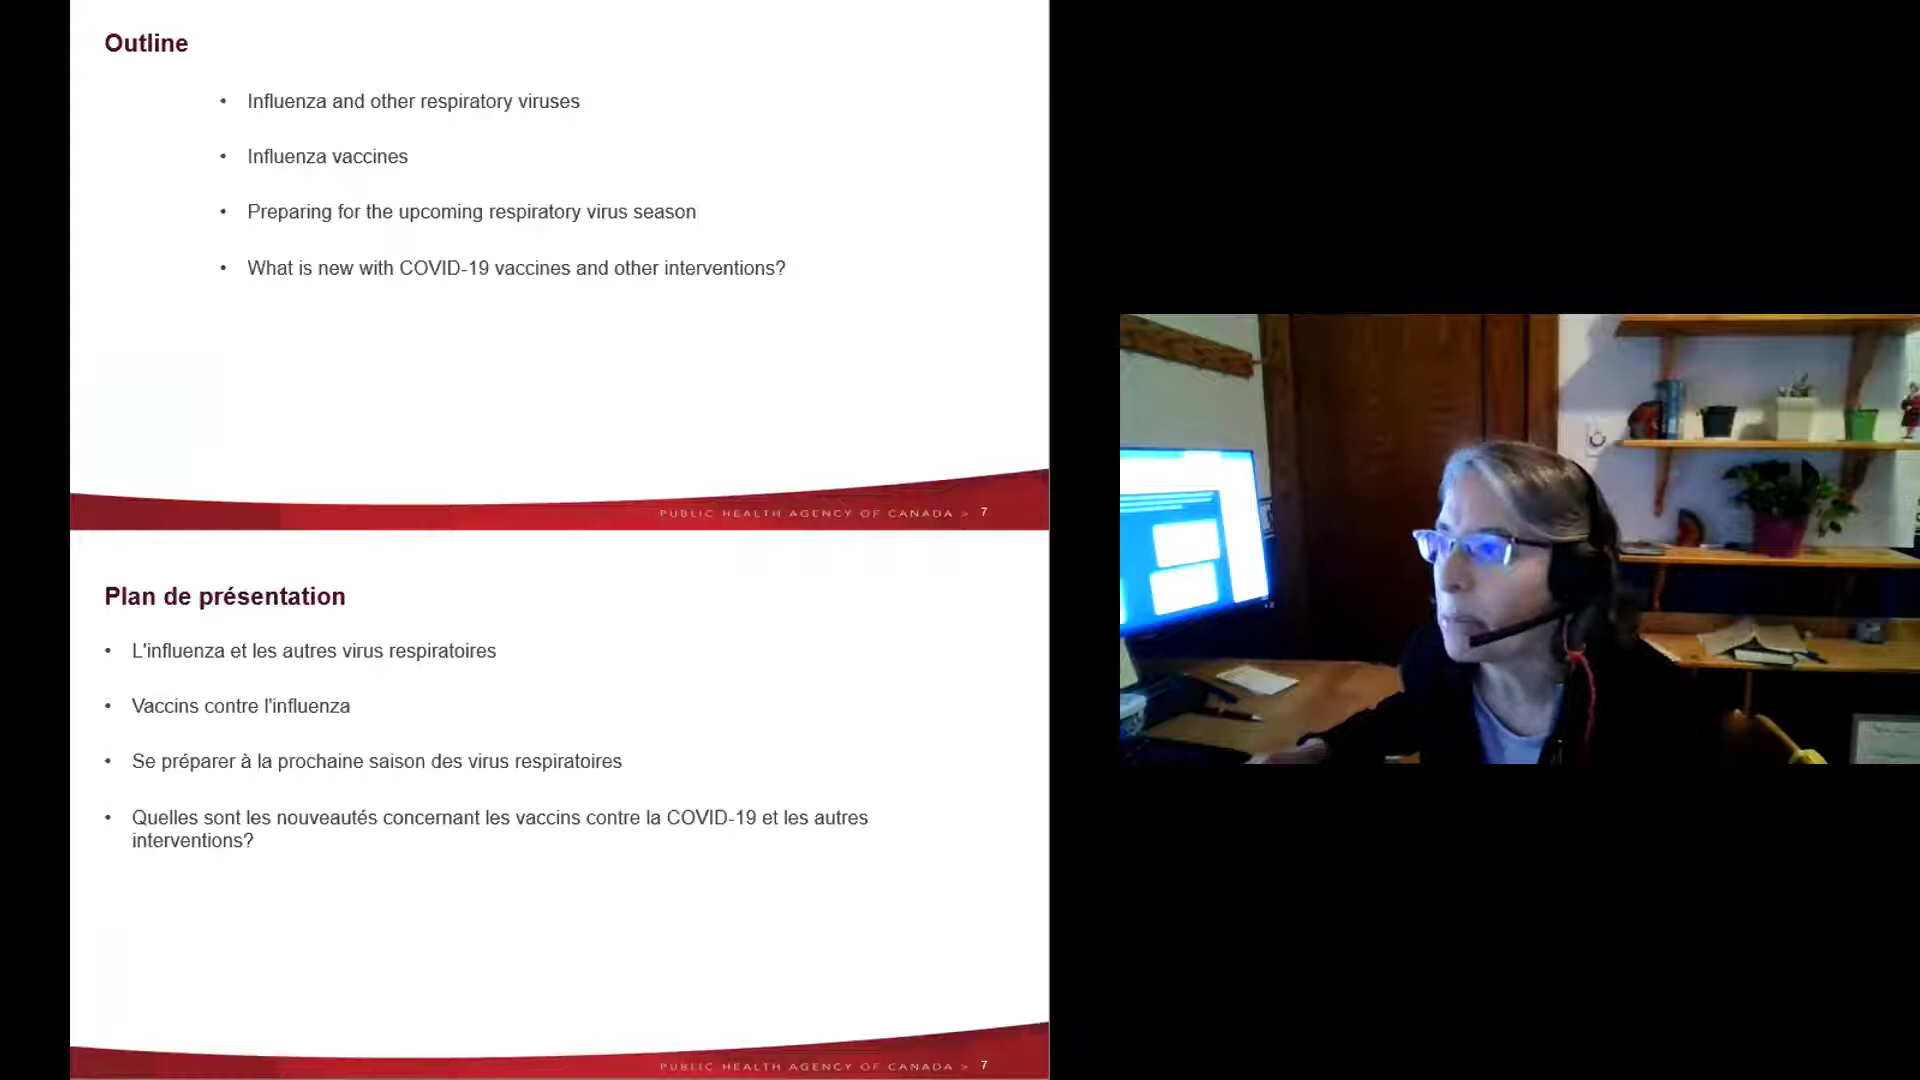 Outline
• Influenza and other respiratory viruses
• Influenza vaccines
• Preparing for the upcoming respiratory virus season
• What is new with COVID-19 vaccines and other interventions?
PUBLIC HEALTH AGENCY OF CANADA > 7
Plan de présentation
• L'influenza et les autres virus respiratoires
• Vaccins contre l'influenza
• Se préparer à la prochaine saison des virus respiratoires
• Quelles sont les nouveautés concernant les vaccins contre la COVID-19 et les autres
interventions?
PUBLIC HEALTH AGENCY OF CANADA > 7